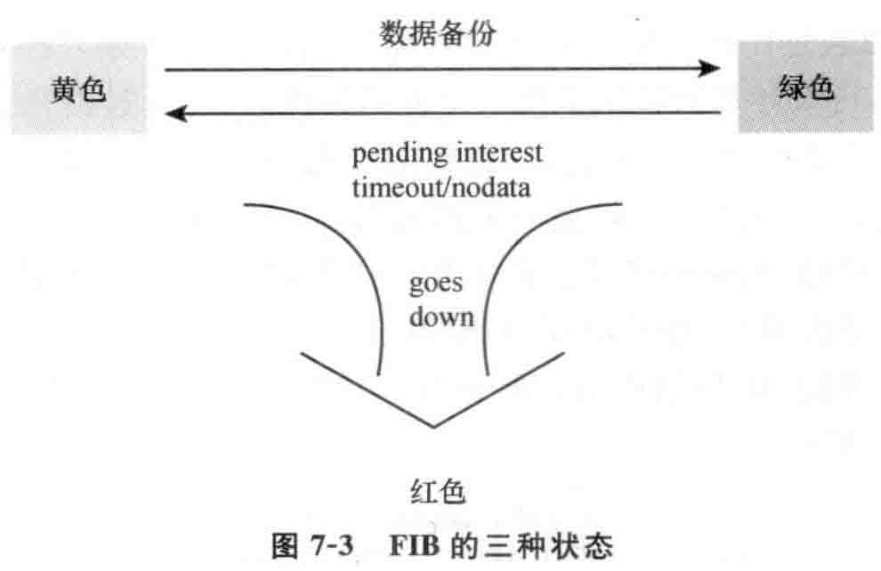 数据备份
黄色
绿色
pending interest
timeout/nodata
goes
down
红色
图 7-3 FIB 的三种状态